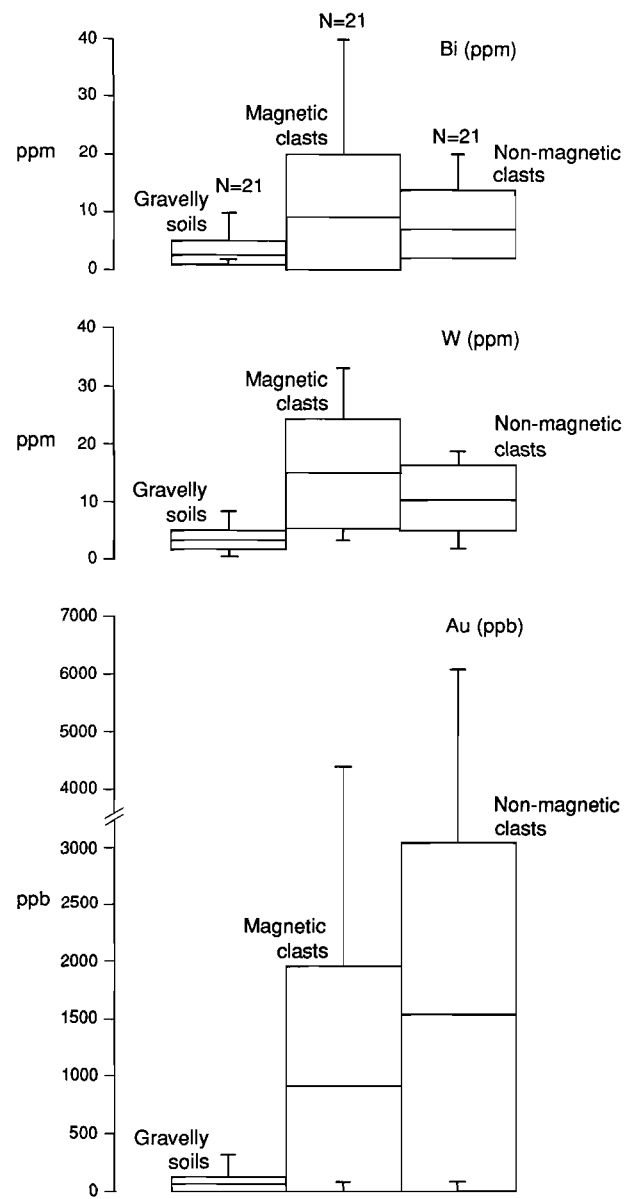 N=21
40
Bi (ppm)
30
Magnetic
clasts
N=21
ppm
20
Non-magnetic
clasts
N=21
Gravelly
soils
10
0
40
W (ppm)
30
Magnetic
clasts
ppm
20
Non-magnetic
clasts
Gravelly
soils
10
0
7000
Au (ppb)
6000
5000
4000
Non-magnetic
clasts
3000
ppb
2500
Magnetic
clasts
2000
1500
1000
500
Gravelly
soils
0